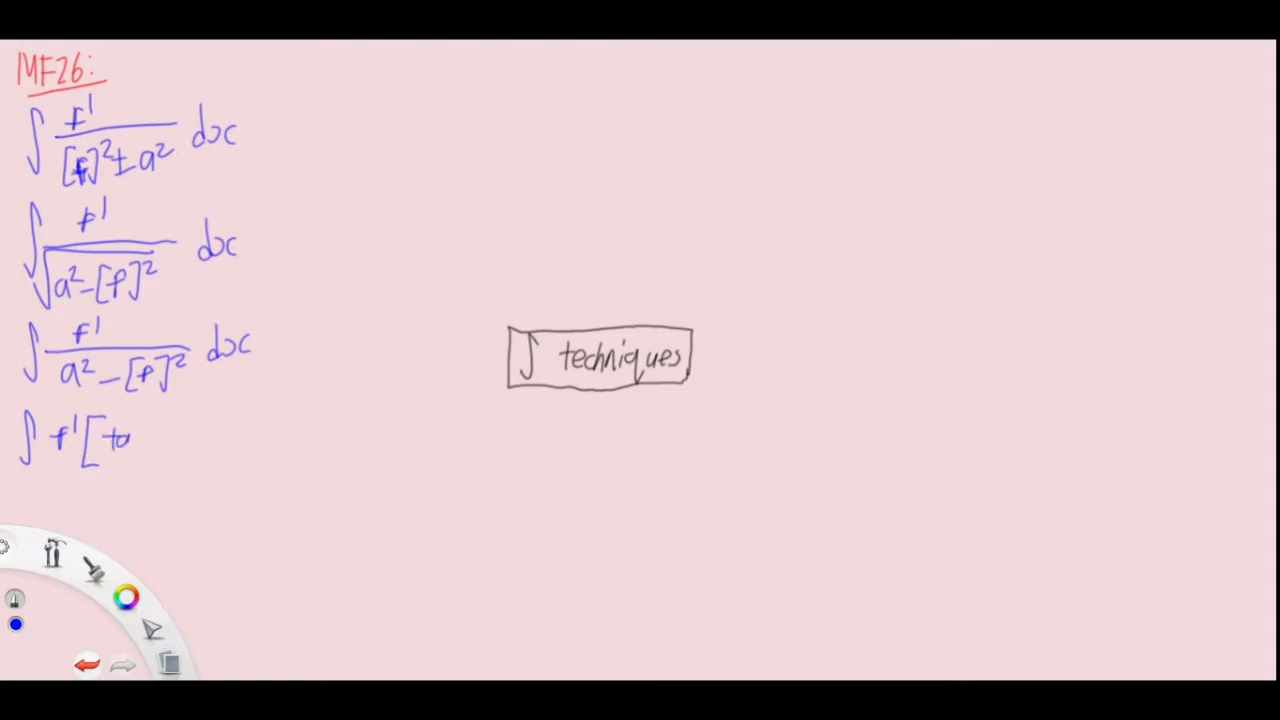 MF26:
∫ f'/([f]² ± a²) dx
∫ f'/√(a² - [f]²) dx
∫ f'/(a² - [f]²) dx
∫ f' [ta
∫ techniques